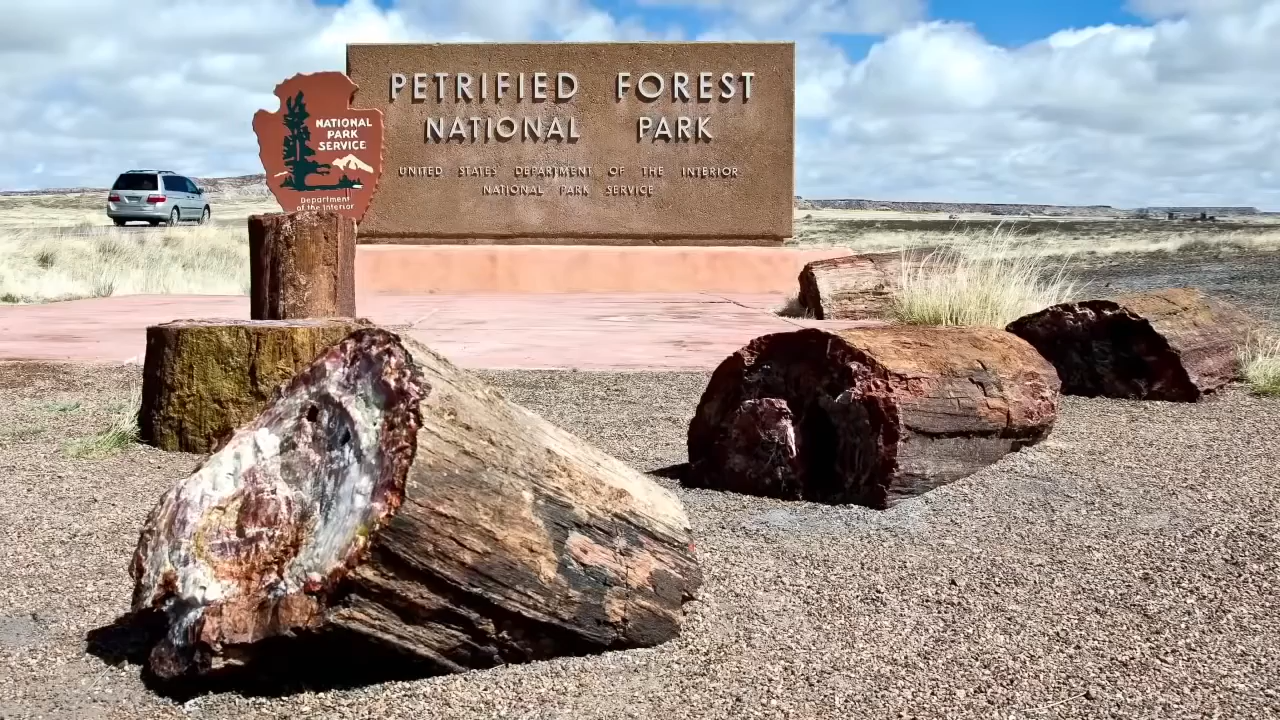 PETRIFIED FOREST
NATIONAL PARK
UNITED STATES DEPARTMENT OF THE INTERIOR
NATIONAL PARK SERVICE
NATIONAL
PARK
SERVICE
Department
of the Interior